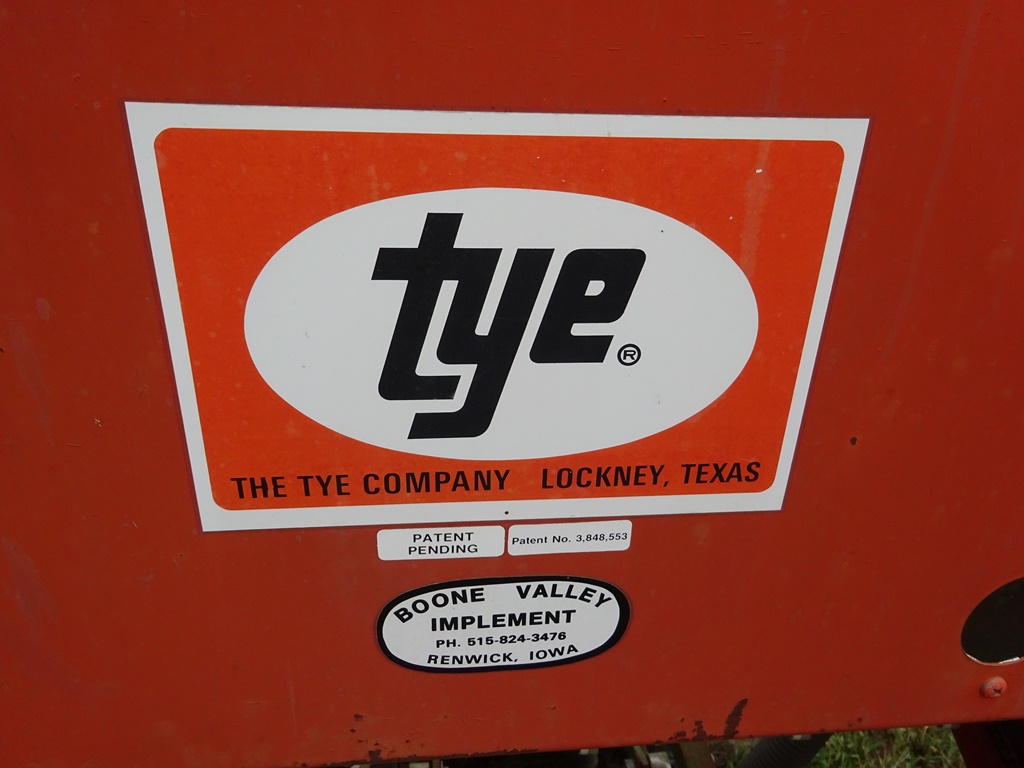 tye®
THE TYE COMPANY LOCKNEY, TEXAS
PATENT
PENDING
Patent No. 3,848,553
BOONE VALLEY
IMPLEMENT
PH. 515-824-3476
RENWICK, IOWA